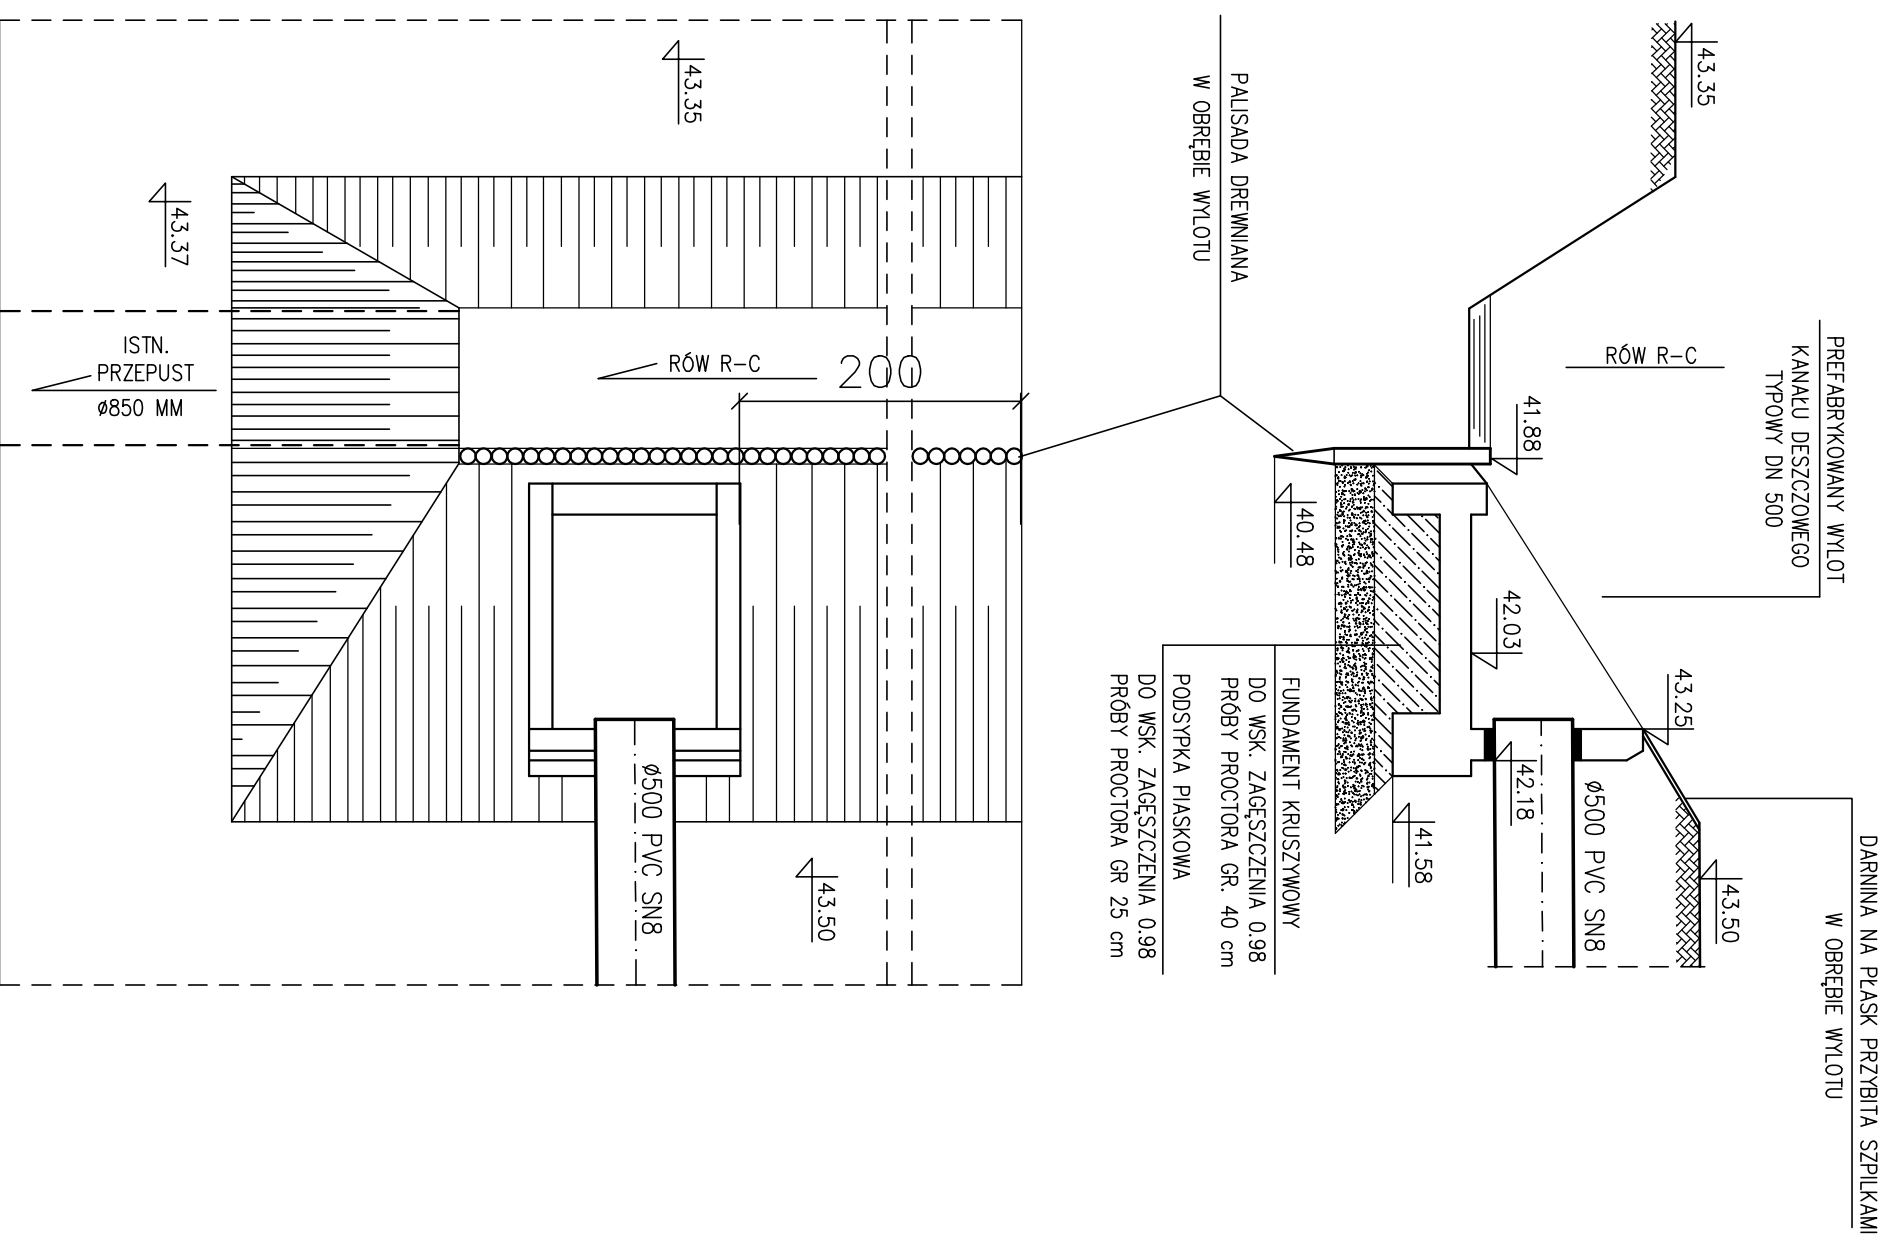 43.35
43.37
ISTN.
PRZEPUST
ø850 MM
RÓW R-C
200
ø500 PVC SN8
43.50
PALISADA DREWNIANA
W OBRĘBIE WYLOTU
43.35
RÓW R-C
PREFABRYKOWANY WYLOT
KANAŁU DESZCZOWEGO
TYPOWY DN 500
41.88
40.48
42.03
43.25
42.18
41.58
ø500 PVC SN8
43.50
FUNDAMENT KRUSZYWOWY
DO WSK. ZAGĘSZCZENIA 0.98
PRÓBY PROCTORA GR. 40 cm
PODSYPKA PIASKOWA
DO WSK. ZAGĘSZCZENIA 0.98
PRÓBY PROCTORA GR 25 cm
DARNINA NA PŁASK PRZYBITA SZPILKAMI
W OBRĘBIE WYLOTU